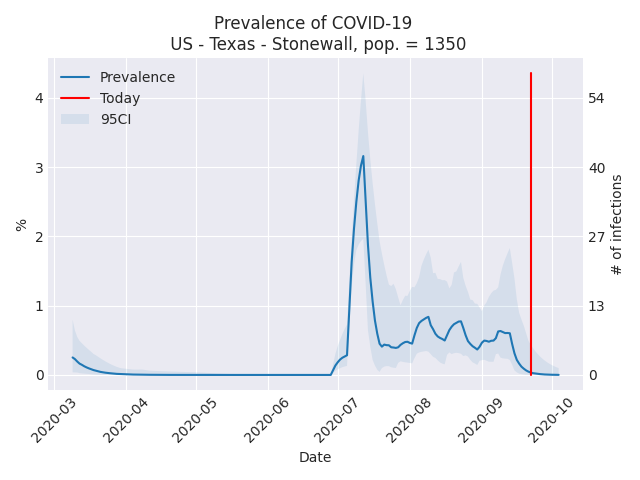 Prevalence of COVID-19
US - Texas - Stonewall, pop. = 1350
Prevalence
Today
95CI
4
3
2
1
0
%
54
40
27
13
0
# of infections
2020-03
2020-04
2020-05
2020-06
2020-07
2020-08
2020-09
2020-10
Date